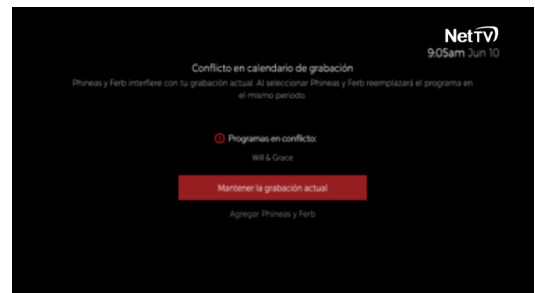 NetTV
9:05am Jun 10
Conflicto en calendario de grabación
Phineas y Ferb interfiere con tu grabación actual. Al seleccionar Phineas y Ferb reemplazará el programa en
el mismo periodo.
Programas en conflicto:
Will & Grace
Mantener la grabación actual
Agregar Phineas y Ferb